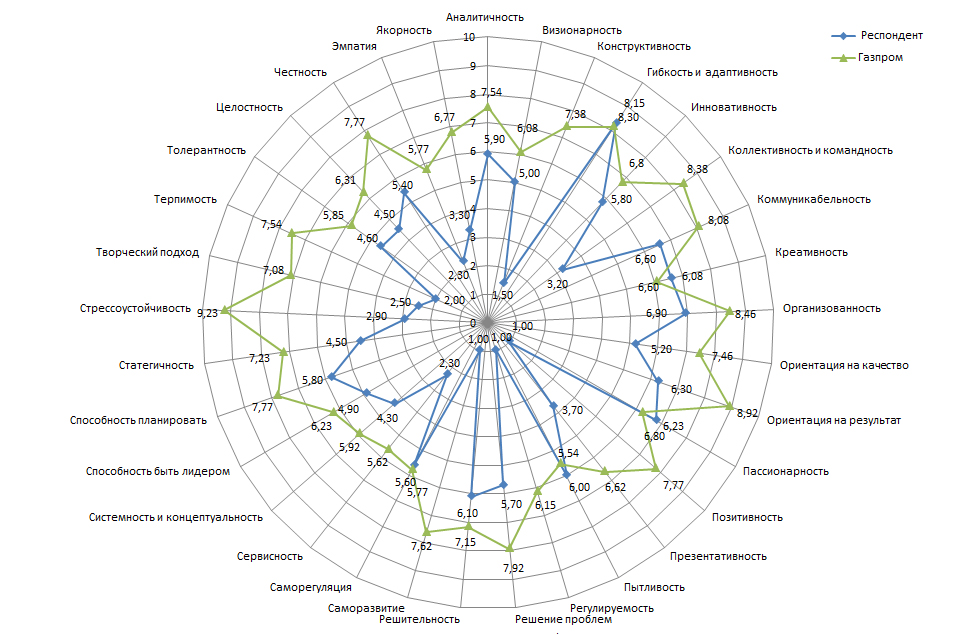 Аналитичность
Якорность
Визионарность
Эмпатия
Конструктивность
Честность
Гибкость и адаптивность
Целостность
Инновативность
Толерантность
Коллективность и командность
Терпимость
Коммуникабельность
Творческий подход
Креативность
Стрессоустойчивость
Организованность
Статегичность
Ориентация на качество
Способность планировать
Ориентация на результат
Способность быть лидером
Пассионарность
Системность и концептуальность
Позитивность
Сервисность
Презентативность
Саморегуляция
Пытливость
Саморазвитие
Регулируемость
Решительность
Решение проблем
Респондент
Газпром
10
9
8
7
6
5
4
3
2
1
0
7,54
6,08
7,38
8,15
8,30
6,8
8,38
8,08
6,60
8,46
7,46
8,92
6,23
7,77
6,62
5,54
6,15
7,92
7,15
7,62
5,77
5,62
5,92
6,23
7,77
7,23
9,23
7,08
7,54
5,85
6,31
7,77
5,77
6,77
5,90
5,00
1,50
5,80
3,20
6,60
6,08
6,90
5,20
6,30
6,80
1,00
3,70
6,00
1,00
5,70
6,10
1,00
5,60
2,30
4,30
4,90
5,80
4,50
2,90
2,50
2,00
4,60
4,50
5,40
2,30
3,30